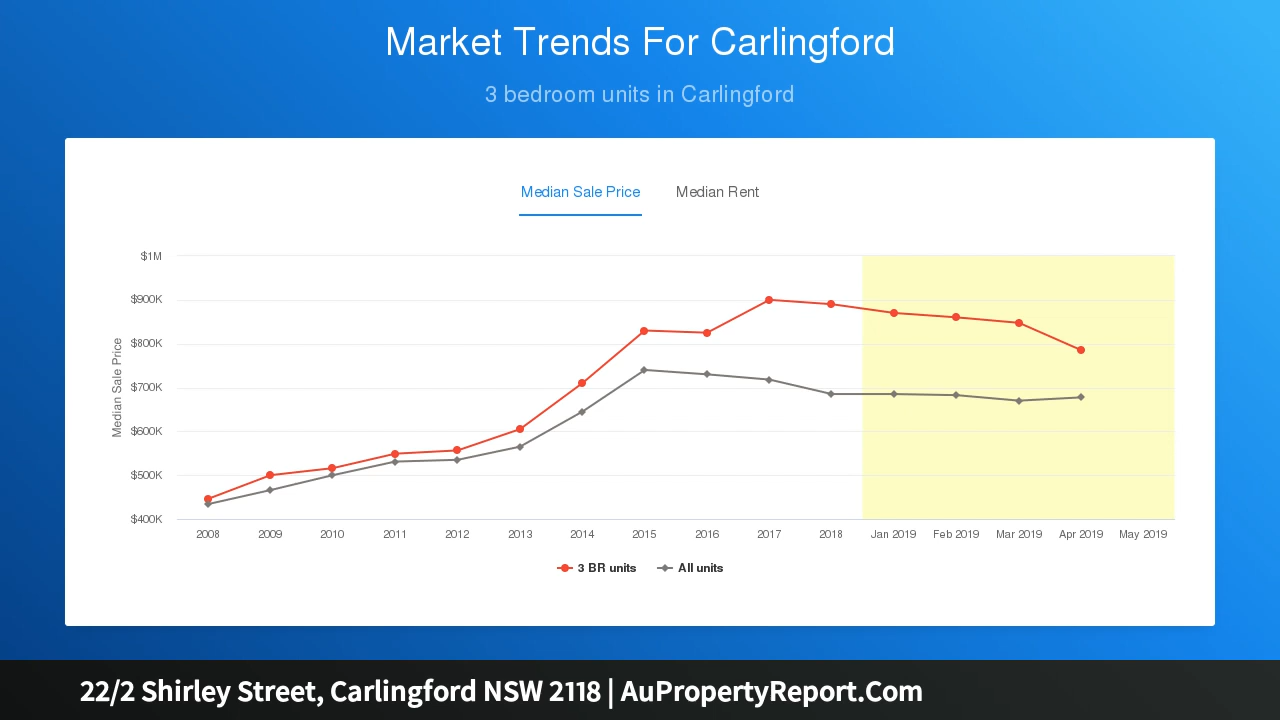 Market Trends For Carlingford
3 bedroom units in Carlingford
Median Sale Price Median Rent
$1M
$900K
$800K
$700K
$600K
$500K
$400K
Median Sale Price
2008 2009 2010 2011 2012 2013 2014 2015 2016 2017 2018 Jan 2019 Feb 2019 Mar 2019 Apr 2019 May 2019
3 BR units All units
22/2 Shirley Street, Carlingford NSW 2118 | AuPropertyReport.Com